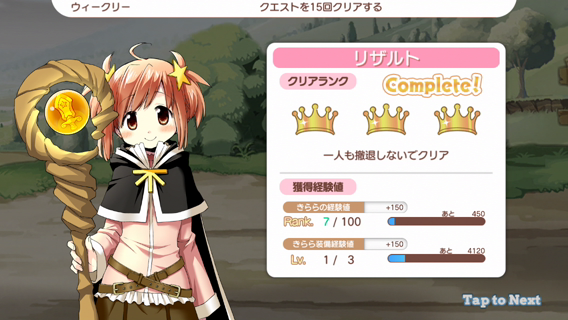 ウィークリー クエストを15回クリアする
リザルト
クリアランク Complete!
一人も撤退しないでクリア
獲得経験値
きららの経験値 +150
あと 450
Rank. 7 / 100
きらら装備経験値 +150
あと 4120
Lv. 1 / 3
Tap to Next